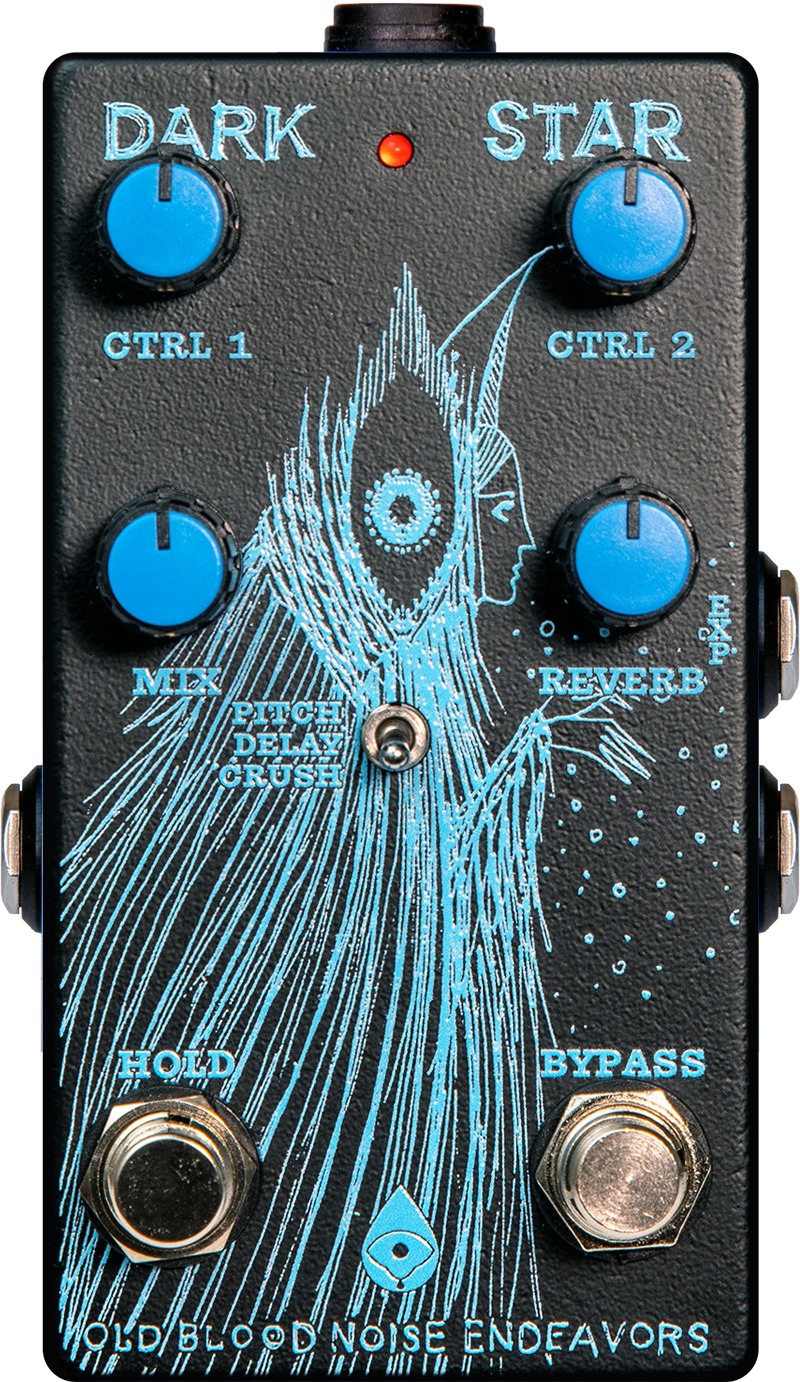 DARK STAR
CTRL 1 CTRL 2
EXP
MIX REVERB
PITCH
DELAY
CRUSH
HOLD BYPASS
OLD BLOOD NOISE ENDEAVORS